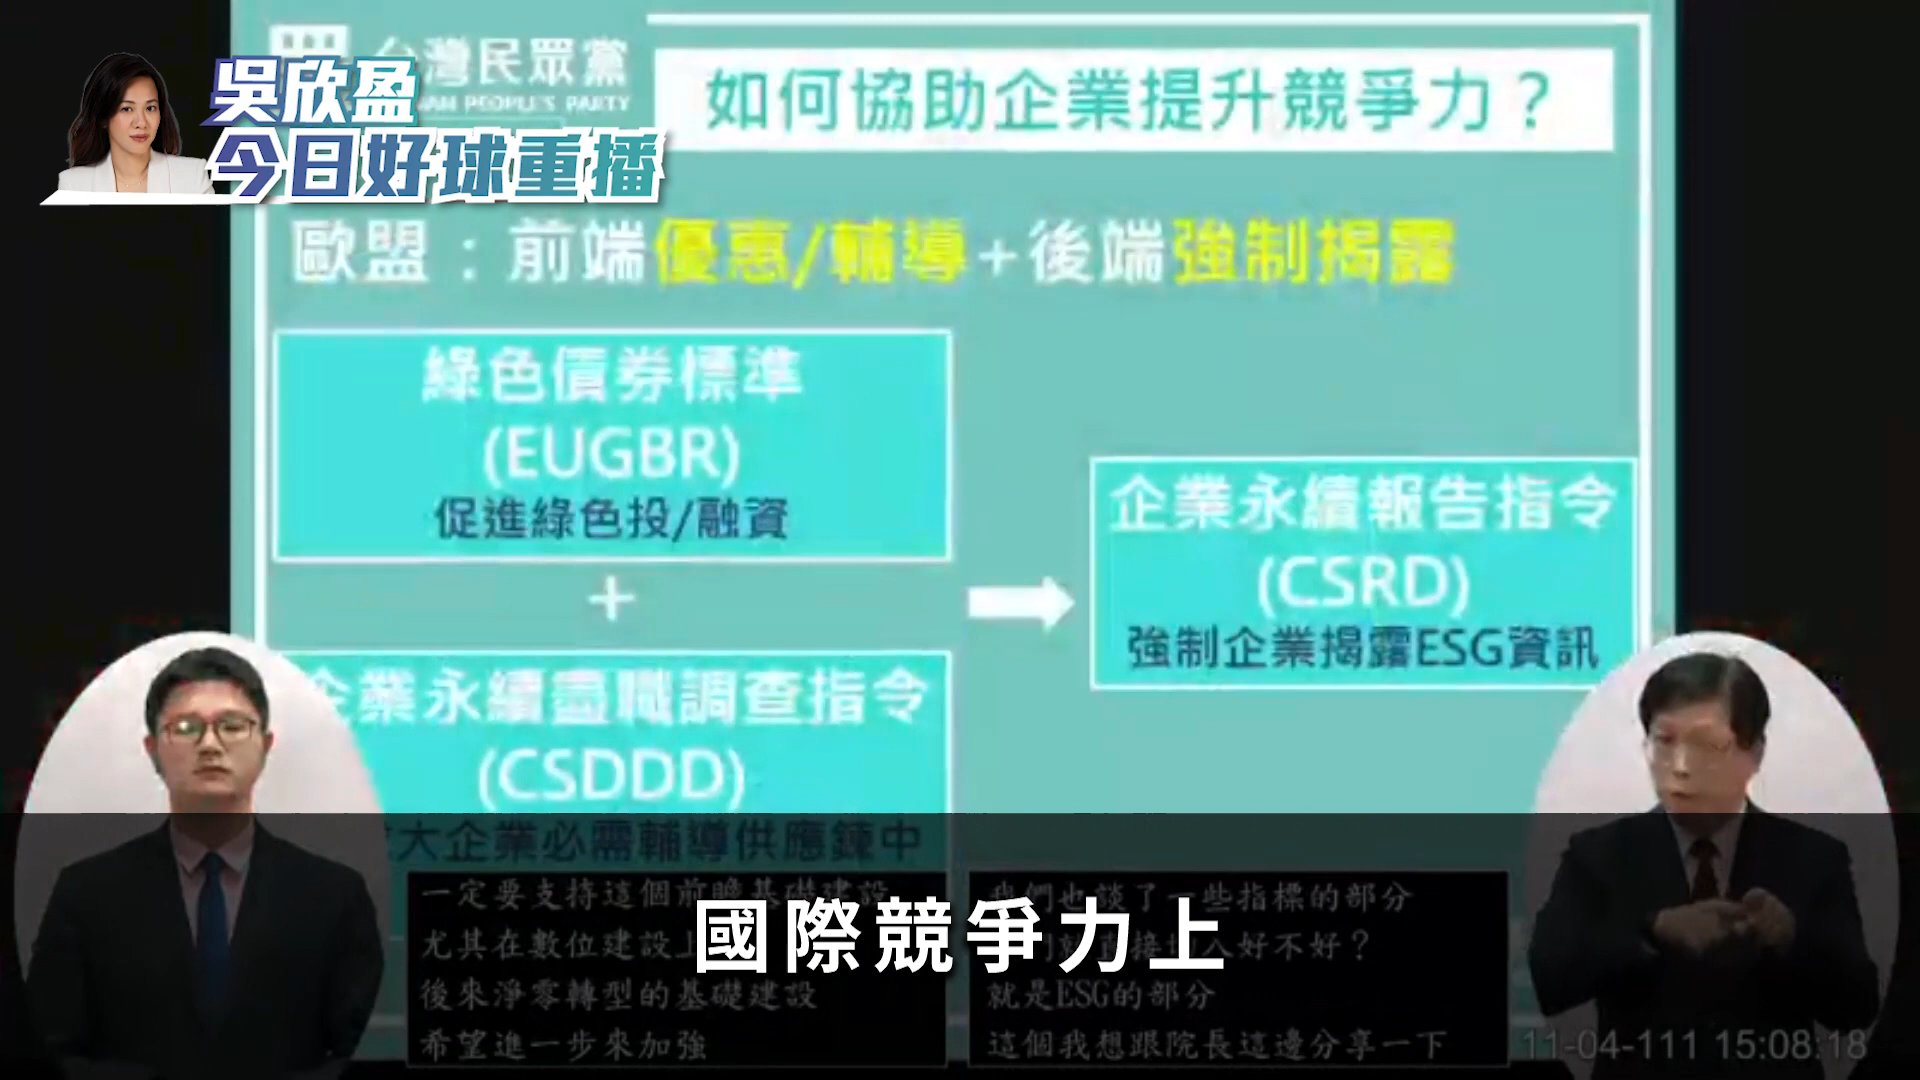 台灣民眾黨
PEOPLE'S PARTY
吳欣盈
今日好球重播
如何協助企業提升競爭力？
歐盟：前端優惠/輔導+後端強制揭露
綠色債券標準
(EUGBR)
促進綠色投/融資
+
企業永續盡職調查指令
(CSDDD)
大企業必需輔導供應鏈中
企業永續報告指令
(CSRD)
強制企業揭露ESG資訊
一定要支持這個前瞻基礎建設
尤其在數位建設上
後來淨零轉型的基礎建設
希望進一步來加強
我們也談了一些指標的部分
好不好？
就是ESG的部分
這個我想跟院長這邊分享一下
國際競爭力上
11-04-111 15:08:18